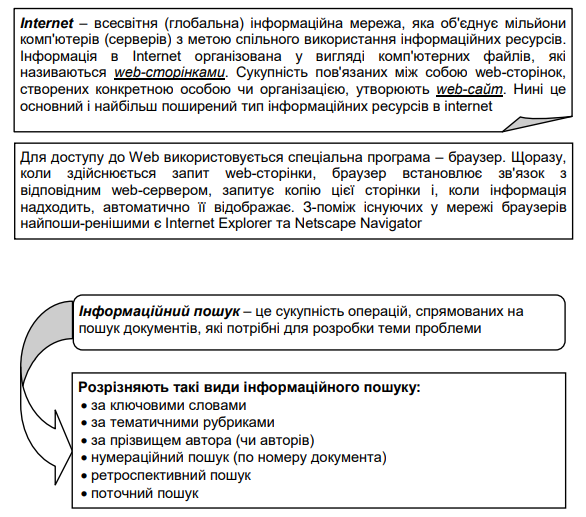 Internet – всесвітня (глобальна) інформаційна мережа, яка об'єднує мільйони
комп'ютерів (серверів) з метою спільного використання інформаційних ресурсів.
Інформація в Internet організована у вигляді комп'ютерних файлів, які
називаються web-сторінками. Сукупність пов'язаних між собою web-сторінок,
створених конкретною особою чи організацією, утворюють web-сайт. Нині це
основний і найбільш поширений тип інформаційних ресурсів в internet
Для доступу до Web використовується спеціальна програма – браузер. Щоразу,
коли здійснюється запит web-сторінки, браузер встановлює зв'язок з
відповідним web-сервером, запитує копію цієї сторінки і, коли інформація
надходить, автоматично її відображає. З-поміж існуючих у мережі браузерів
найпоши-ренішими є Internet Explorer та Netscape Navigator
Інформаційний пошук – це сукупність операцій, спрямованих на
пошук документів, які потрібні для розробки теми проблеми
Розрізняють такі види інформаційного пошуку:
• за ключовими словами
• за тематичними рубриками
• за прізвищем автора (чи авторів)
• нумераційний пошук (по номеру документа)
• ретроспективний пошук
• поточний пошук